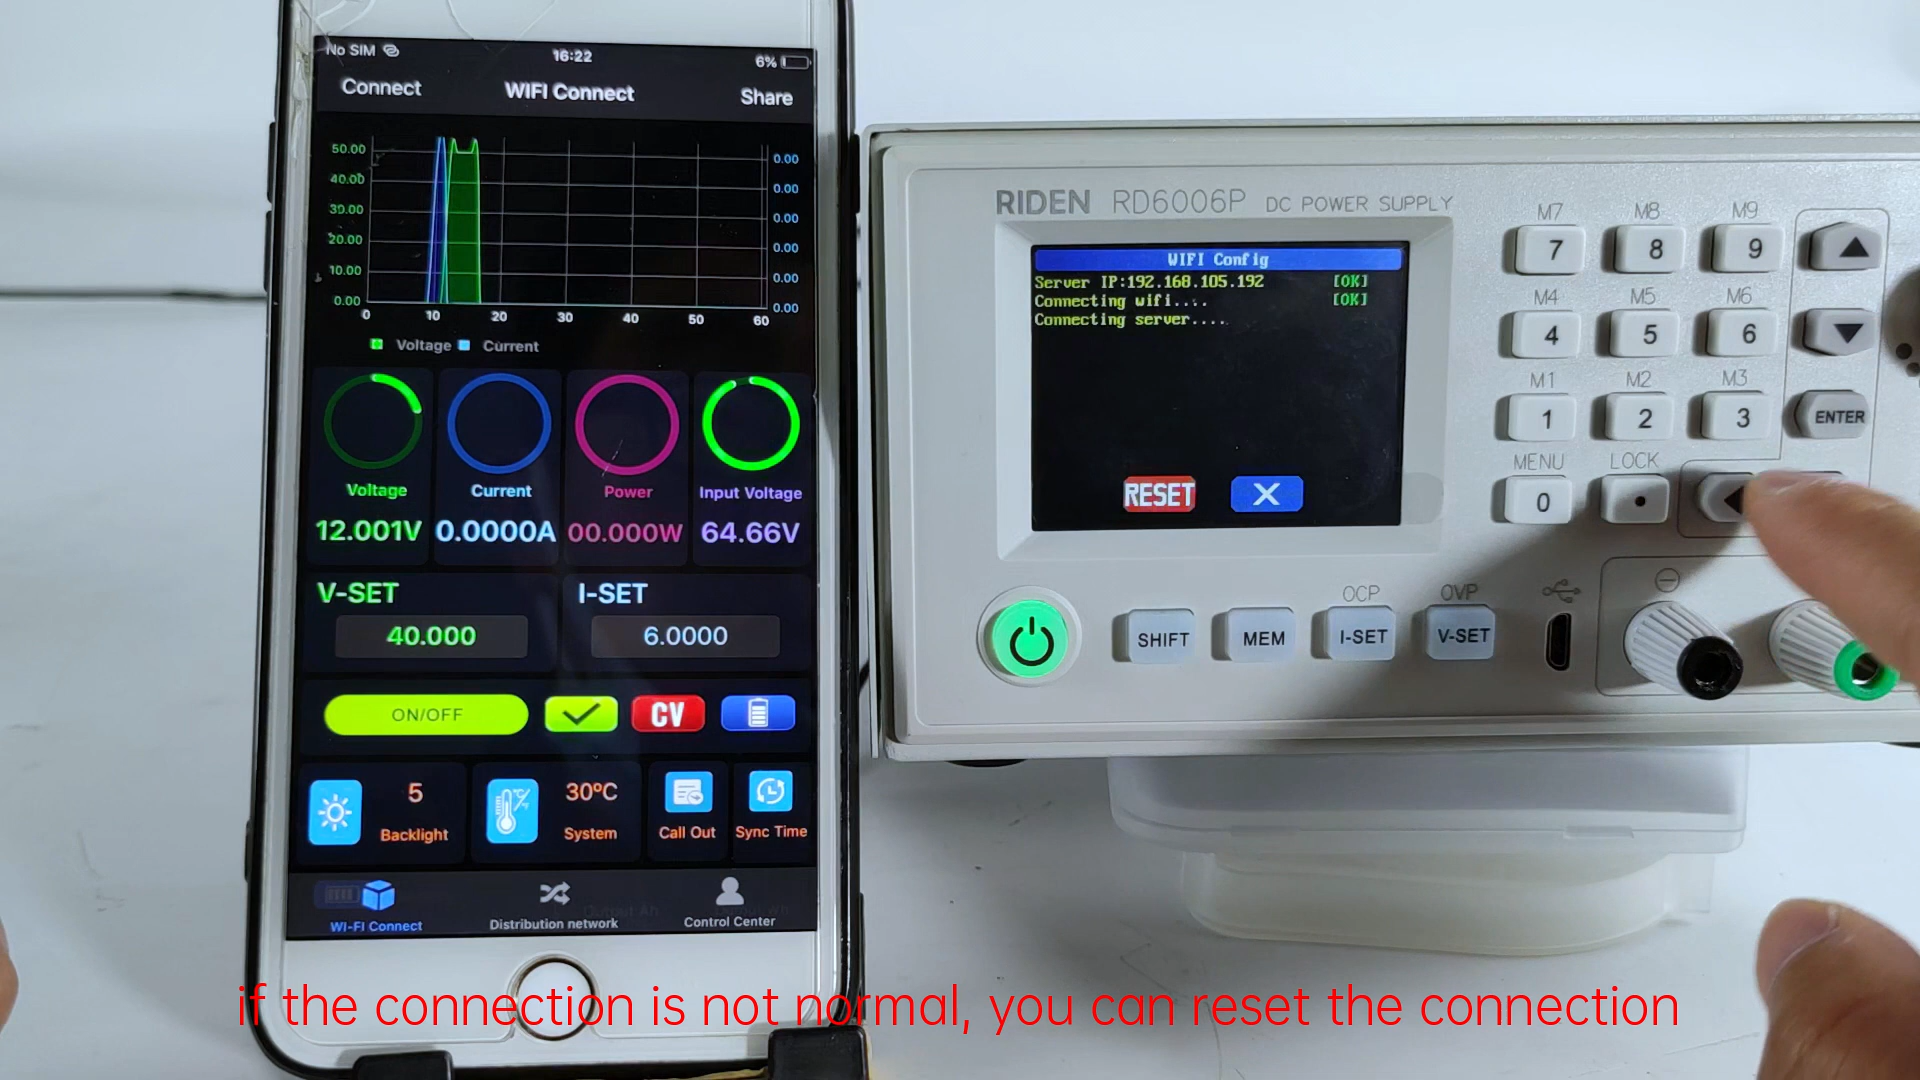 No SIM
16:22
6%
Connect
WIFI Connect
Share
50.00
40.00
30.00
20.00
10.00
0.00
0.00
0.00
0.00
0.00
0.00
0.00
0 10 20 30 40 50 60
Voltage Current
Voltage Current Power Input Voltage
12.001V 0.0000A 00.000W 64.66V
V-SET I-SET
40.000 6.0000
ON/OFF CV
5 30°C
Backlight System Call Out Sync Time
WI-FI Connect Distribution network Control Center
RIDEN RD6006P DC POWER SUPPLY
WIFI Config
Server IP:192.168.105.192 [OK]
Connecting wifi.... [OK]
Connecting server....
RESET X
M7 M8 M9
7 8 9
M4 M5 M6
4 5 6
M1 M2 M3
1 2 3 ENTER
MENU LOCK
0 .
OCP OVP
SHIFT MEM I-SET V-SET
if the connection is not normal, you can reset the connection